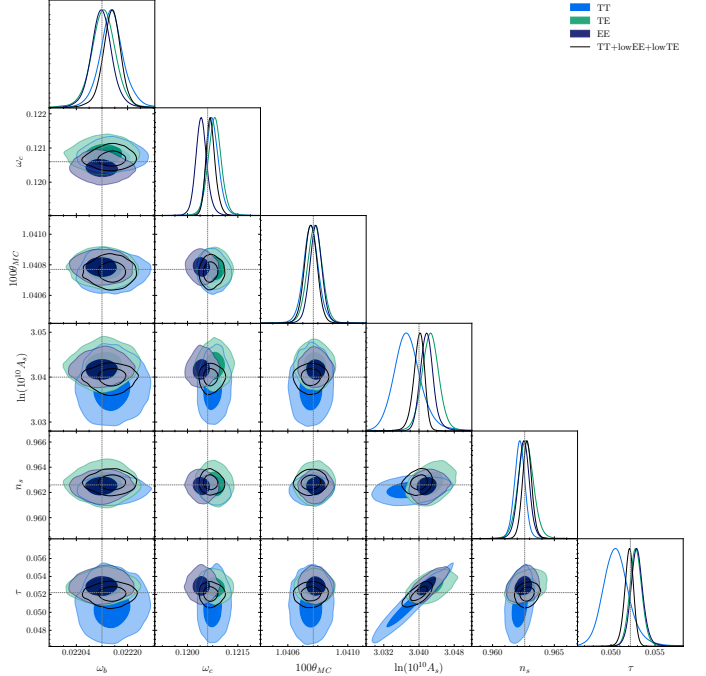 TT
TE
EE
TT+lowEE+lowTE
0.122
0.121
0.120
ω_c
1.0410
1.0408
1.0406
100θ_MC
3.05
3.04
3.03
ln(10^10 A_s)
0.966
0.964
0.962
0.960
n_s
0.056
0.054
0.052
0.050
0.048
τ
0.02204 0.02220 0.1200 0.1215 1.0406 1.0410 3.032 3.040 3.048 0.960 0.965 0.050 0.055
ω_b ω_c 100θ_MC ln(10^10 A_s) n_s τ